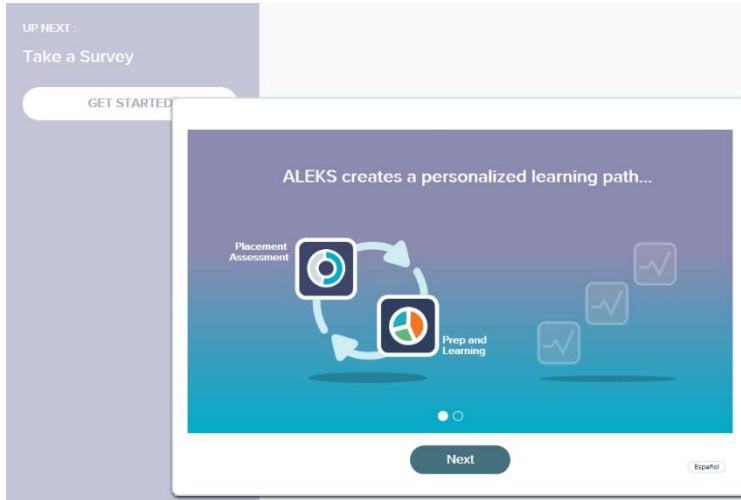 UP NEXT :
Take a Survey
GET STARTED
ALEKS creates a personalized learning path...
Placement
Assessment
Prep and
Learning
Next
Español